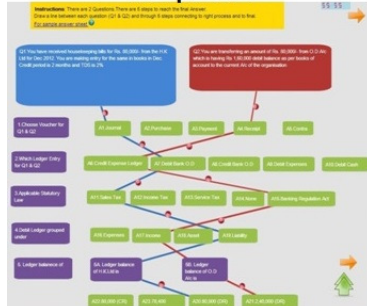 Instructions: There are 2 Questions.There are 6 steps to reach the final Answer.
Draw a line between each question (Q1 & Q2) and through 5 steps connecting to right process and to final.
For sample answer sheet
55:55
Q1 You have received housekeeping bills for Rs. 80,000/- from the H.K
Ltd for Dec 2012. You are making entry for the same in books in Dec.
Credit period is 2 months and TDS is 2%
Q2 You are transferring an amount of Rs. 80,000/- from O.D A/c
which is having Rs 1,60,000 debit balance as per books of
account to the current A/c of the organisation
1.Choose Voucher for
Q1 & Q2
A1.Journal
A2.Purchase
A3.Payment
A4.Receipt
A5.Contra
2.Which Ledger Entry
for Q1 & Q2
A6.Credit Expense Ledger
A7.Debit Bank O.D
A8.Credit Bank O.D
A9.Debit Expenses
A10.Debit Cash
3.Applicable Statutory
Law
A11.Sales Tax
A12.Income Tax
A13.Service Tax
A14.None
A15.Banking Regulation Act
4.Debit Ledger grouped
under
A16.Expenses
A17.Income
A18.Asset
A19.Liability
5. Ledger balance of
5A. Ledger balance
of H.K.Ltd is
5B. Ledger
balance of O.D
A/c is